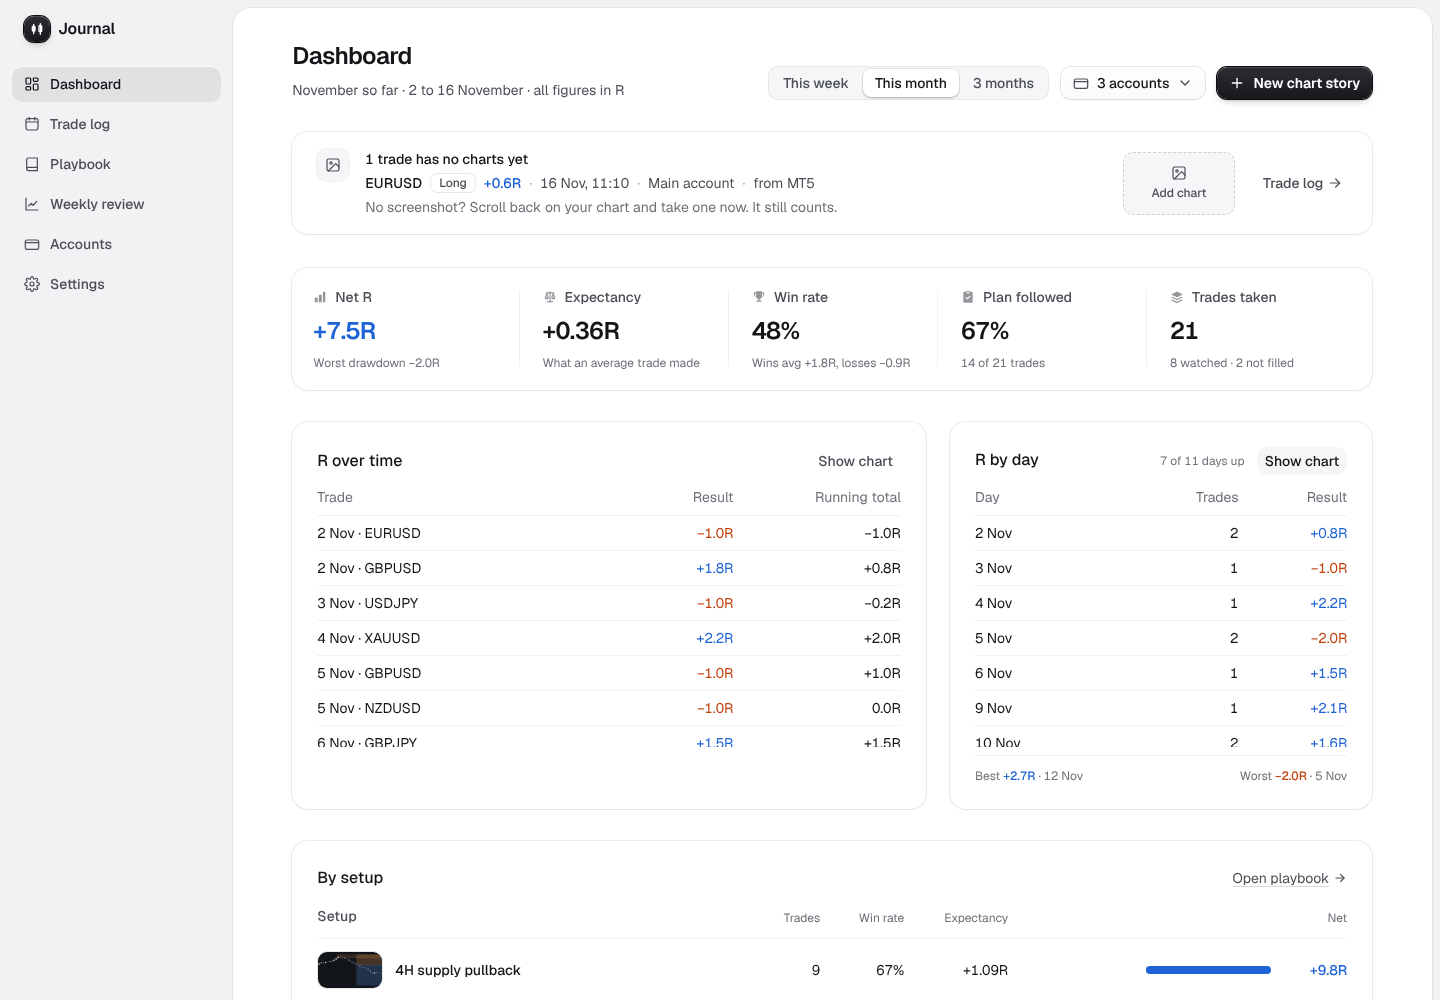 Journal
Dashboard
Trade log
Playbook
Weekly review
Accounts
Settings
Dashboard
November so far · 2 to 16 November · all figures in R
This week This month 3 months
3 accounts
New chart story
1 trade has no charts yet
EURUSD Long +0.6R · 16 Nov, 11:10 · Main account · from MT5
No screenshot? Scroll back on your chart and take one now. It still counts.
Add chart
Trade log →
Net R
+7.5R
Worst drawdown −2.0R
Expectancy
+0.36R
What an average trade made
Win rate
48%
Wins avg +1.8R, losses −0.9R
Plan followed
67%
14 of 21 trades
Trades taken
21
8 watched · 2 not filled
R over time Show chart
Trade Result Running total
2 Nov · EURUSD −1.0R −1.0R
2 Nov · GBPUSD +1.8R +0.8R
3 Nov · USDJPY −1.0R −0.2R
4 Nov · XAUUSD +2.2R +2.0R
5 Nov · GBPUSD −1.0R +1.0R
5 Nov · NZDUSD −1.0R 0.0R
6 Nov · GBPJPY +1.5R +1.5R
R by day 7 of 11 days up Show chart
Day Trades Result
2 Nov 2 +0.8R
3 Nov 1 −1.0R
4 Nov 1 +2.2R
5 Nov 2 −2.0R
6 Nov 1 +1.5R
9 Nov 1 +2.1R
10 Nov 2 +1.6R
Best +2.7R · 12 Nov Worst −2.0R · 5 Nov
By setup Open playbook →
Setup Trades Win rate Expectancy Net
4H supply pullback 9 67% +1.09R +9.8R